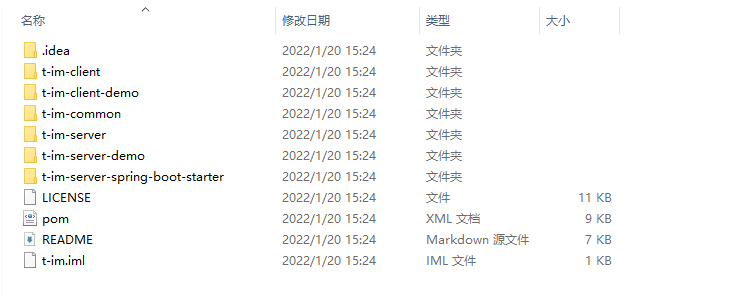 名称 修改日期 类型 大小
.idea 2022/1/20 15:24 文件夹
t-im-client 2022/1/20 15:24 文件夹
t-im-client-demo 2022/1/20 15:24 文件夹
t-im-common 2022/1/20 15:24 文件夹
t-im-server 2022/1/20 15:24 文件夹
t-im-server-demo 2022/1/20 15:24 文件夹
t-im-server-spring-boot-starter 2022/1/20 15:24 文件夹
LICENSE 2022/1/20 15:24 文件 11 KB
pom 2022/1/20 15:24 XML 文档 9 KB
README 2022/1/20 15:24 Markdown 源文件 7 KB
t-im.iml 2022/1/20 15:24 IML 文件 1 KB